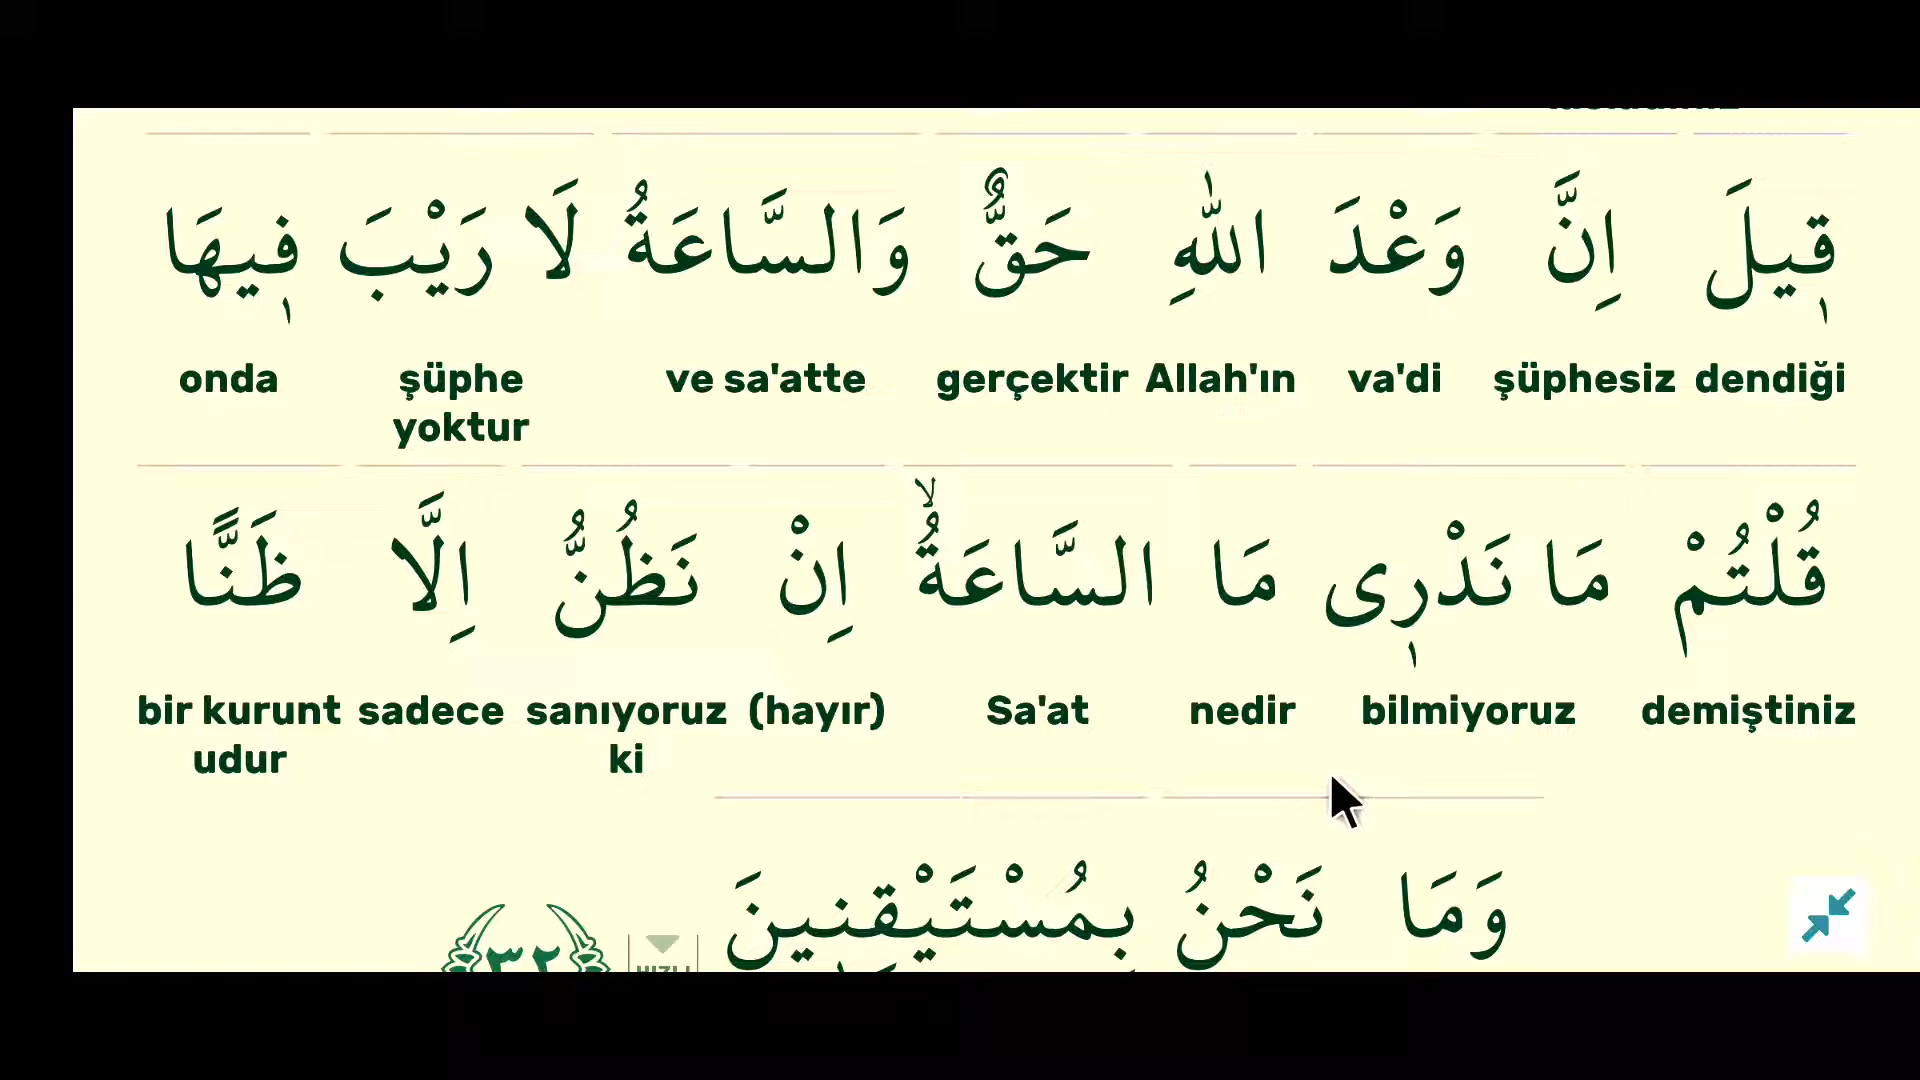 قٖيلَ اِنَّ وَعْدَ اللّٰهِ حَقٌّ وَالسَّاعَةُ لَا رَيْبَ فٖيهَا
dendiği şüphesiz va'di Allah'ın gerçektir ve sa'atte şüphe yoktur onda
قُلْتُمْ مَا نَدْرٖى مَا السَّاعَةُۙ اِنْ نَظُنُّ اِلَّا ظَنًّا
demiştiniz bilmiyoruz nedir Sa'at (hayır) sanıyoruz ki sadece bir kuruntudur
وَمَا نَحْنُ بِمُسْتَيْقِنٖينَ ٣٢